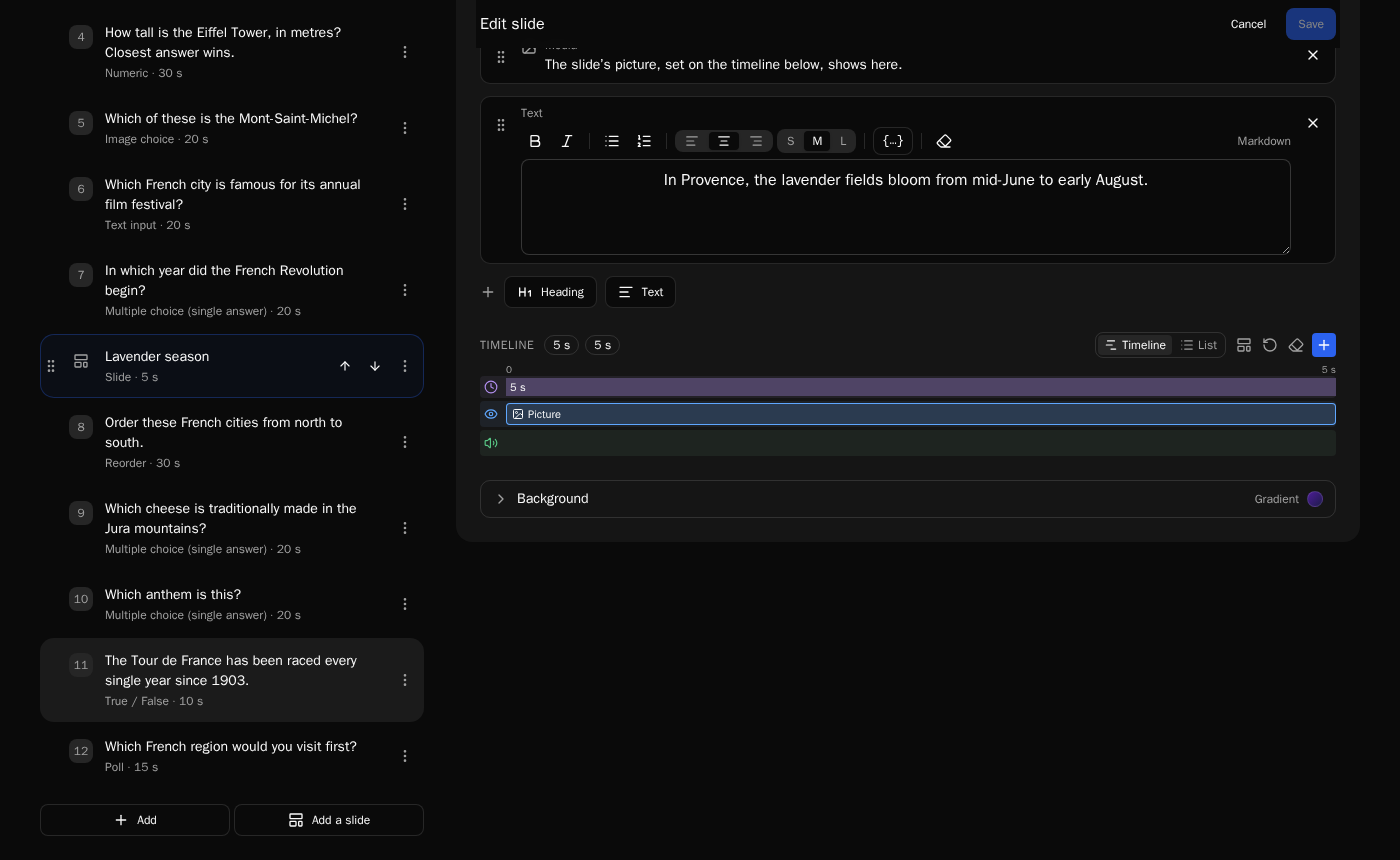 4
How tall is the Eiffel Tower, in metres?
Closest answer wins.
Numeric · 30 s
5
Which of these is the Mont-Saint-Michel?
Image choice · 20 s
6
Which French city is famous for its annual
film festival?
Text input · 20 s
7
In which year did the French Revolution
begin?
Multiple choice (single answer) · 20 s
Lavender season
Slide · 5 s
8
Order these French cities from north to
south.
Reorder · 30 s
9
Which cheese is traditionally made in the
Jura mountains?
Multiple choice (single answer) · 20 s
10
Which anthem is this?
Multiple choice (single answer) · 20 s
11
The Tour de France has been raced every
single year since 1903.
True / False · 10 s
12
Which French region would you visit first?
Poll · 15 s
Add
Add a slide
Edit slide
Cancel
Save
Media
The slide’s picture, set on the timeline below, shows here.
Text
B I S M L {…} Markdown
In Provence, the lavender fields bloom from mid-June to early August.
H1 Heading
Text
TIMELINE 5 s 5 s Timeline List
0 5 s
5 s
Picture
Background Gradient